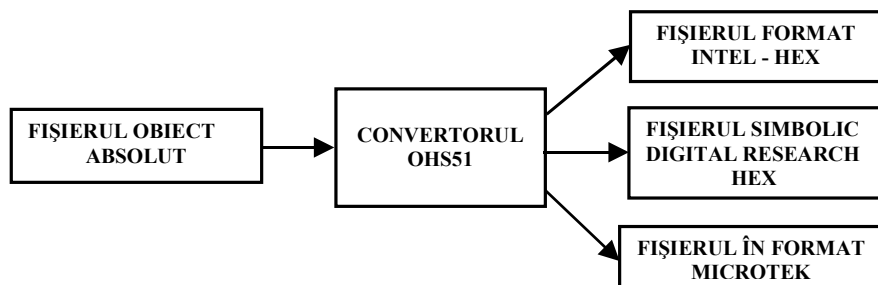 FIŞIERUL OBIECT
ABSOLUT
CONVERTORUL
OHS51
FIŞIERUL FORMAT
INTEL - HEX
FIŞIERUL SIMBOLIC
DIGITAL RESEARCH
HEX
FIŞIERUL ÎN FORMAT
MICROTEK